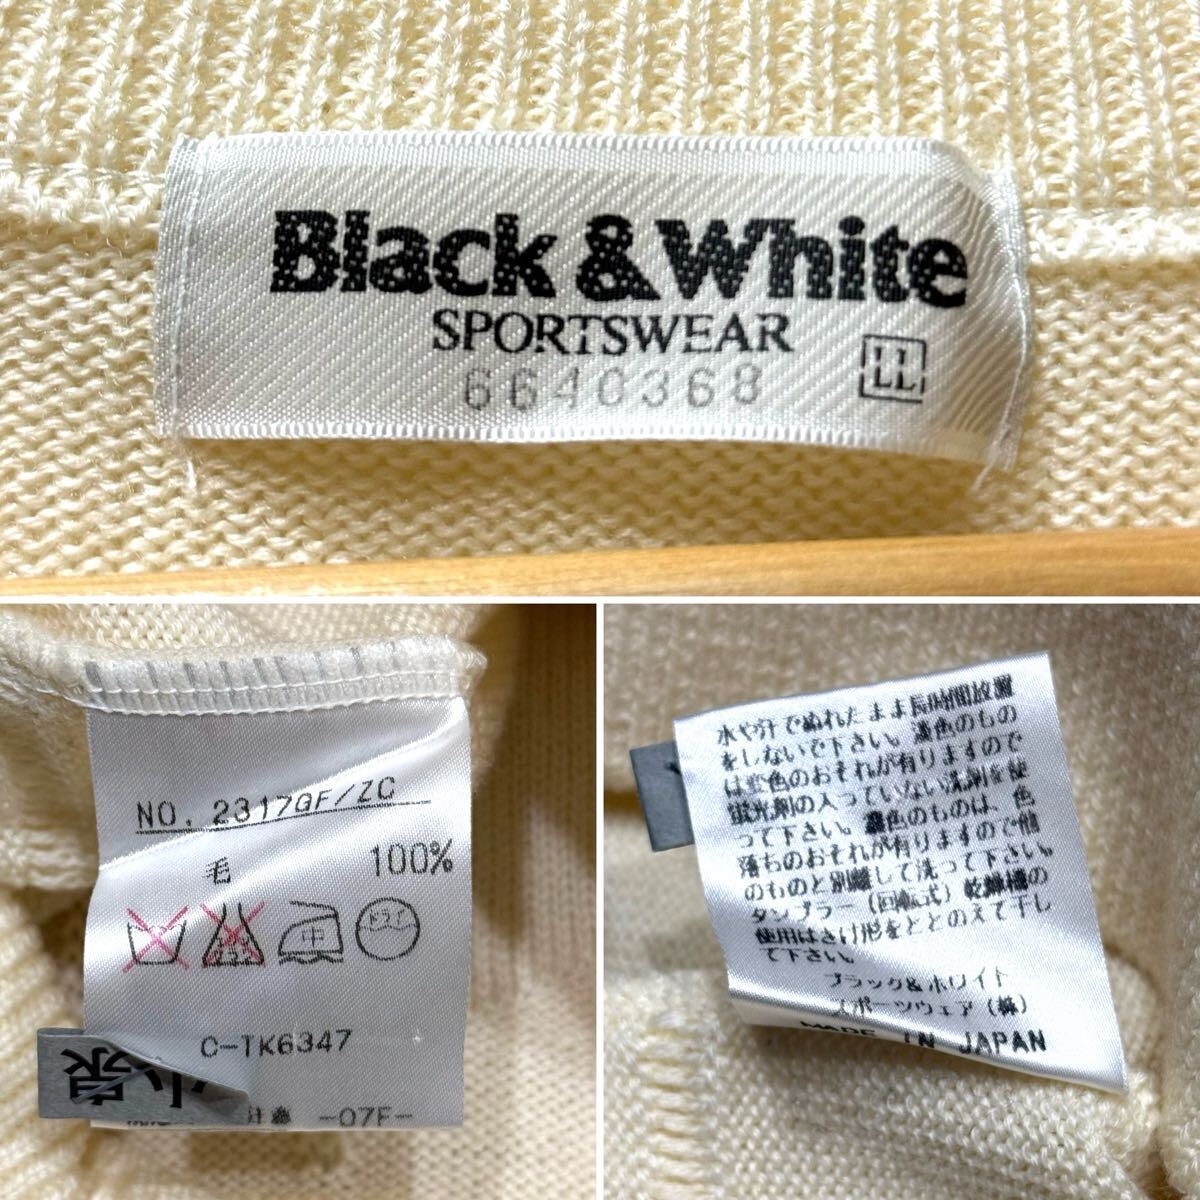 Black & White
SPORTSWEAR
6640368
LL
NO. 2317GF/ZC
毛 100%
エンソ
中
ドライ
C-TK6347
小泉
-07F-
水や汗でぬれたまま長時間放置
をしないで下さい。濃色のもの
は変色のおそれが有りますので
蛍光剤の入っていない洗剤を使
って下さい。濃色のものは、色
落ちのおそれが有りますので他
のものと別離して洗って下さい。
タンブラー(回転式)乾燥機の
使用はさけ形をととのえて干し
て下さい。
ブラック&ホワイト
スポーツウェア(株)
MADE IN JAPAN